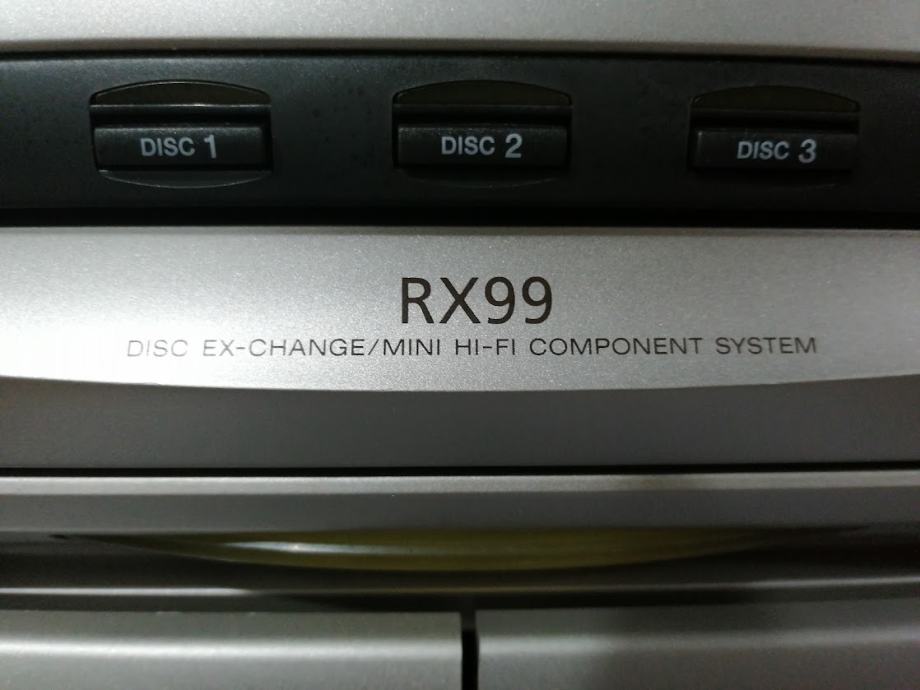 DISC 1 DISC 2 DISC 3
RX99
DISC EX-CHANGE/MINI HI-FI COMPONENT SYSTEM